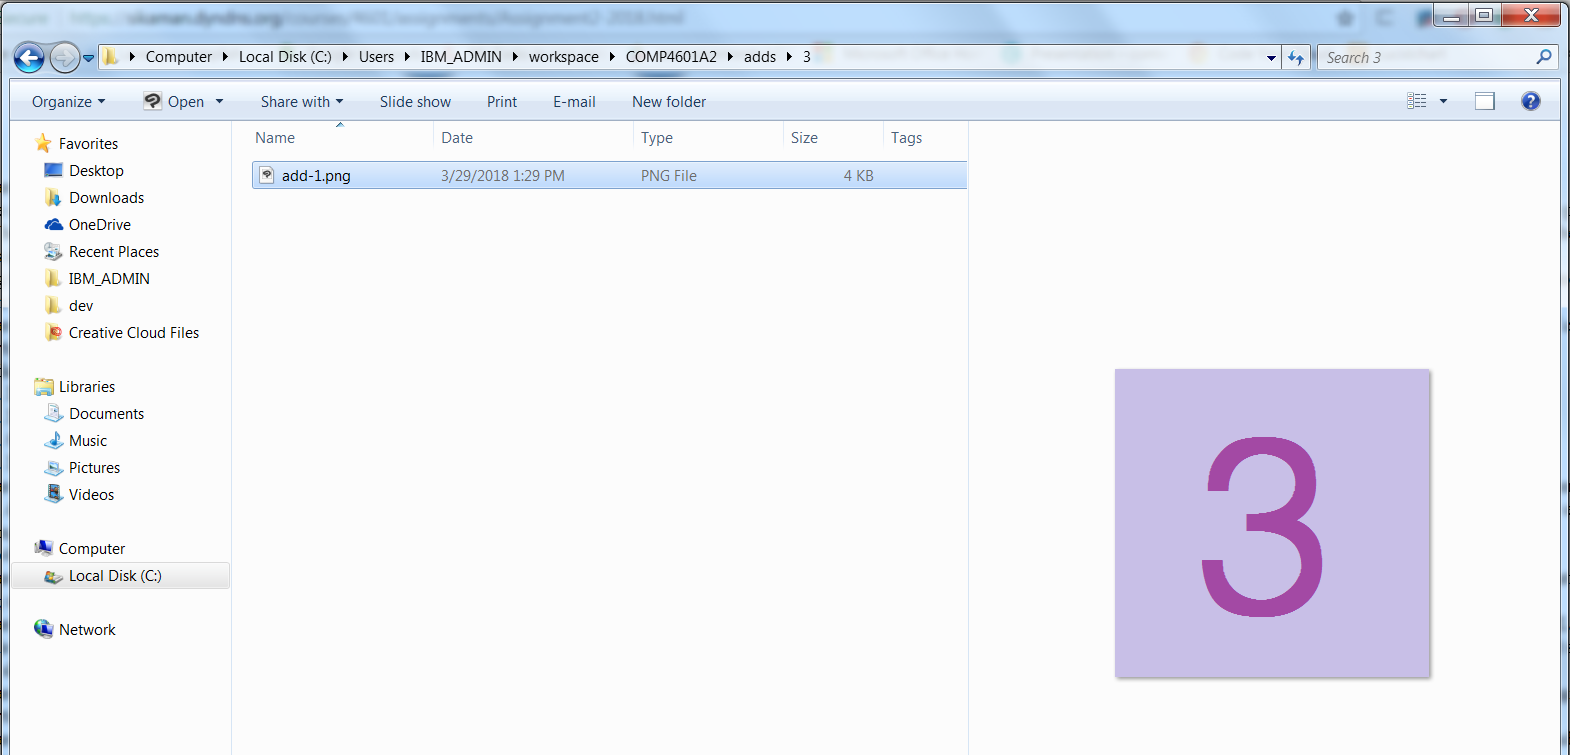 Computer Local Disk (C:) Users IBM_ADMIN workspace COMP4601A2 adds 3
Search 3
Organize Open Share with Slide show Print E-mail New folder
Name Date Type Size Tags
add-1.png 3/29/2018 1:29 PM PNG File 4 KB
Favorites
Desktop
Downloads
OneDrive
Recent Places
IBM_ADMIN
dev
Creative Cloud Files
Libraries
Documents
Music
Pictures
Videos
Computer
Local Disk (C:)
Network
3